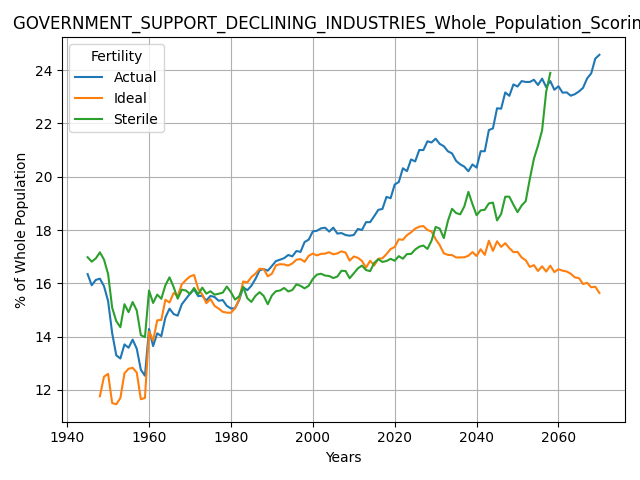 GOVERNMENT_SUPPORT_DECLINING_INDUSTRIES_Whole_Population_Scorin
Fertility
Actual
Ideal
Sterile
% of Whole Population
24
22
20
18
16
14
12
1940 1960 1980 2000 2020 2040 2060
Years